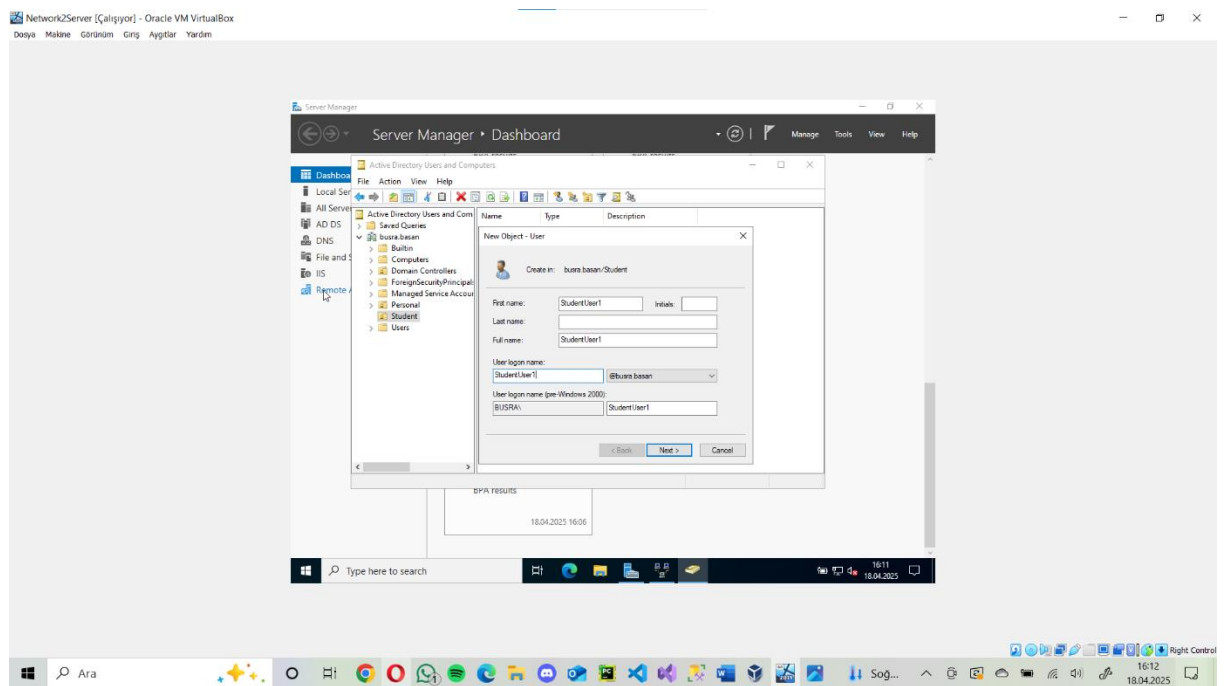 Network2Server [Çalışıyor] - Oracle VM VirtualBox
Dosya Makine Görünüm Giriş Aygıtlar Yardım
Server Manager
Server Manager ‣ Dashboard
Manage Tools View Help
Dashboa
Local Ser
All Server
AD DS
DNS
File and S
IIS
Remote A
Active Directory Users and Computers
File Action View Help
Active Directory Users and Com
Saved Queries
busra.basan
Builtin
Computers
Domain Controllers
ForeignSecurityPrincipals
Managed Service Accour
Personal
Student
Users
Name Type Description
New Object - User
Create in: busra.basan/Student
First name: StudentUser1 Initials:
Last name:
Full name: StudentUser1
User logon name:
StudentUser1 @busra.basan
User logon name (pre-Windows 2000):
BUSRA\ StudentUser1
< Back Next > Cancel
BPA results
18.04.2025 16:06
Type here to search
16:11
18.04.2025
Right Control
Ara
Soğ...
16:12
18.04.2025